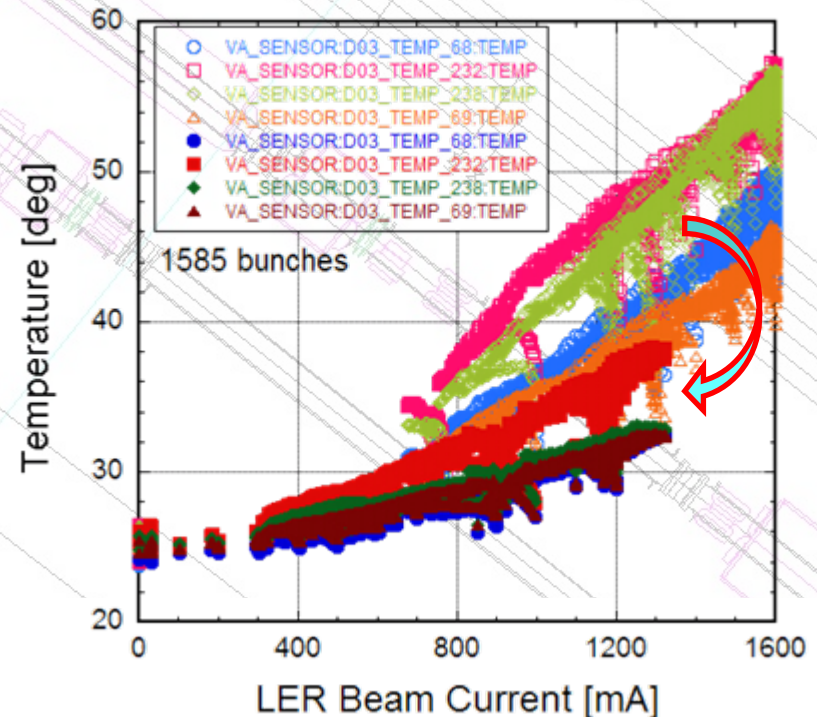 60
50
40
30
20
Temperature [deg]
VA_SENSOR:D03_TEMP_68:TEMP
VA_SENSOR:D03_TEMP_232:TEMP
VA_SENSOR:D03_TEMP_238:TEMP
VA_SENSOR:D03_TEMP_69:TEMP
VA_SENSOR:D03_TEMP_68:TEMP
VA_SENSOR:D03_TEMP_232:TEMP
VA_SENSOR:D03_TEMP_238:TEMP
VA_SENSOR:D03_TEMP_69:TEMP
1585 bunches
0 400 800 1200 1600
LER Beam Current [mA]